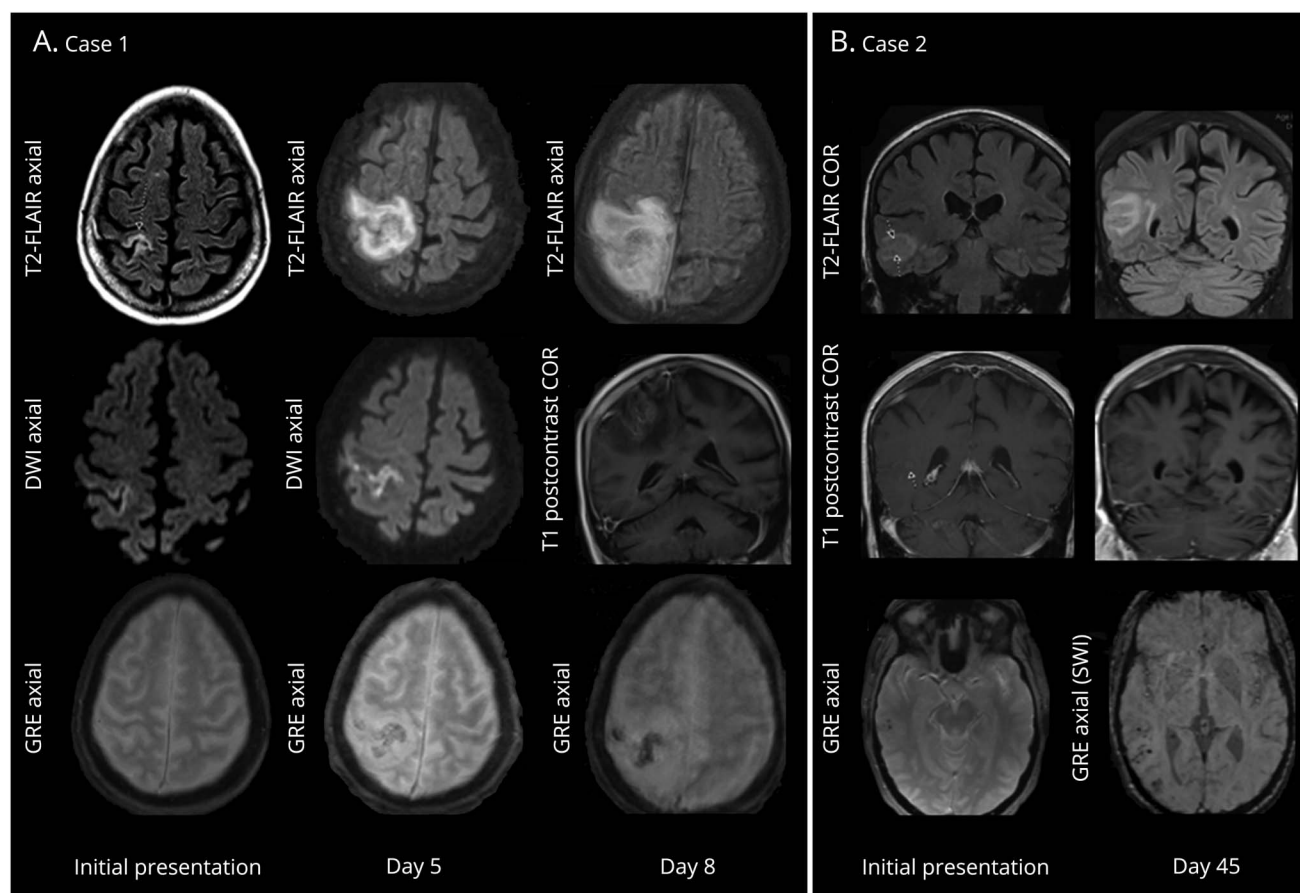 A. Case 1
B. Case 2
T2-FLAIR axial
T2-FLAIR axial
T2-FLAIR axial
T2-FLAIR COR
DWI axial
DWI axial
T1 postcontrast COR
T1 postcontrast COR
GRE axial
GRE axial
GRE axial
GRE axial
GRE axial (SWI)
Initial presentation
Day 5
Day 8
Initial presentation
Day 45